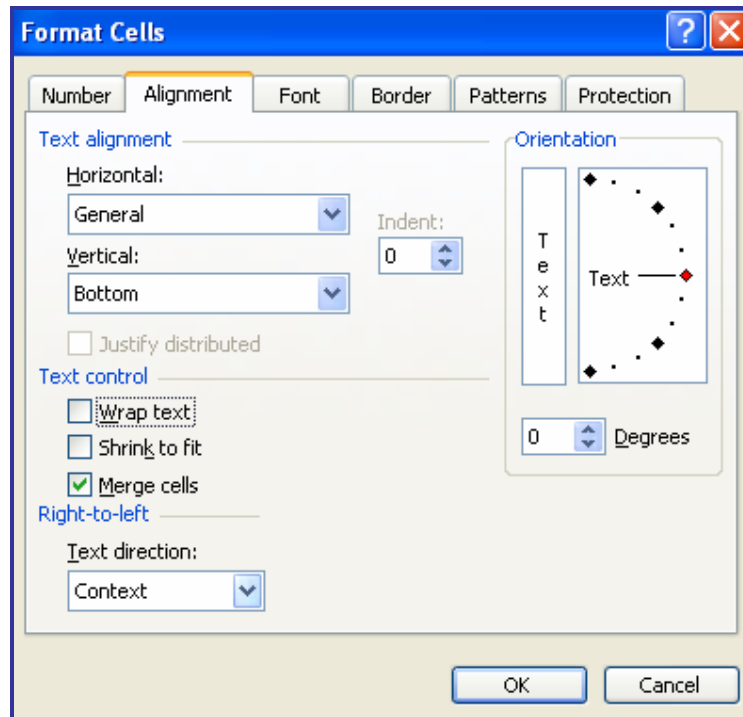 Format Cells
Number Alignment Font Border Patterns Protection
Text alignment
Horizontal:
General
Indent:
0
Vertical:
Bottom
Justify distributed
Text control
Wrap text
Shrink to fit
Merge cells
Right-to-left
Text direction:
Context
Orientation
T
e
x
t
Text
0 Degrees
OK Cancel